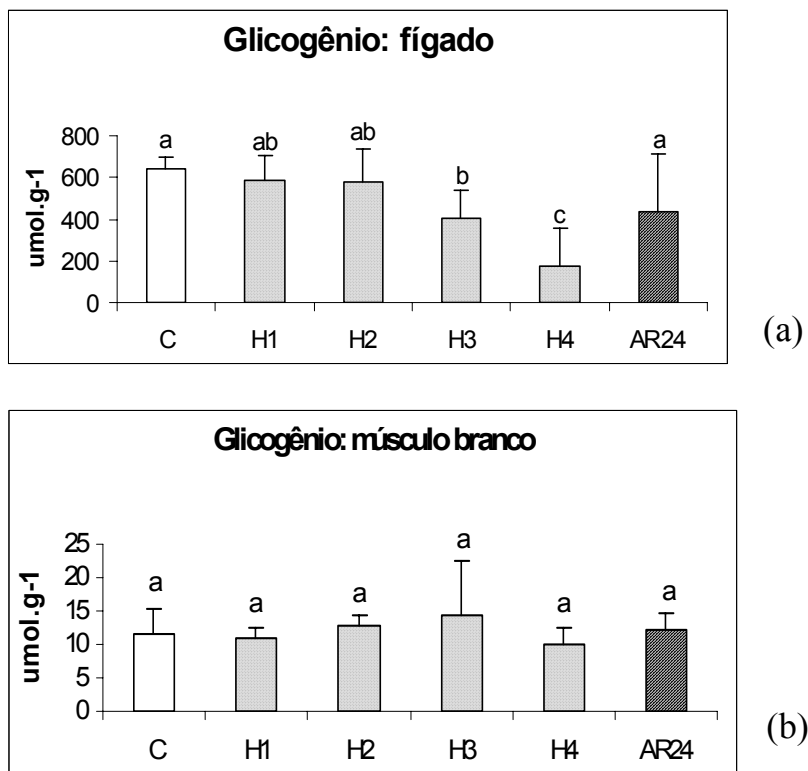 Glicogênio: fígado
umol.g-1
800
600
400
200
0
a
ab
ab
b
c
a
C H1 H2 H3 H4 AR24
(a)
Glicogênio: músculo branco
umol.g-1
25
20
15
10
5
0
a
a
a
a
a
a
C H1 H2 H3 H4 AR24
(b)